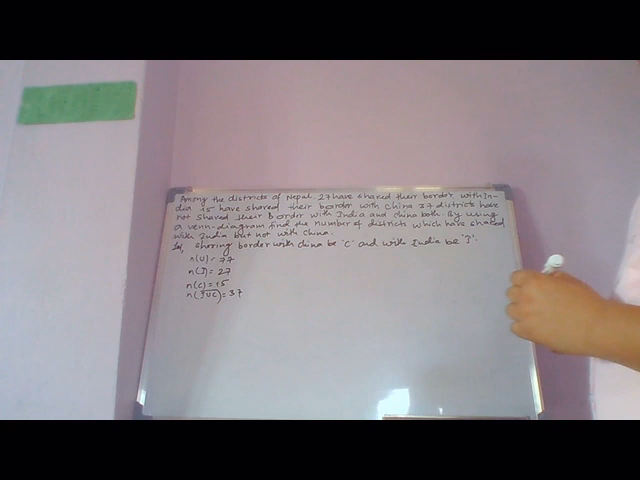 Among the districts of Nepal 27 have shared their border with In-
dia 15 have shared their border with China 37 districts have
not shared their Border with India and china both. By using
a venn-diagram find the number of districts which have shared
with India but not with China.
Sol, sharing border with china be 'C' and with India be 'I'.
n(U) = 77
n(I) = 27
n(C) = 15
n(I∪C) = 37